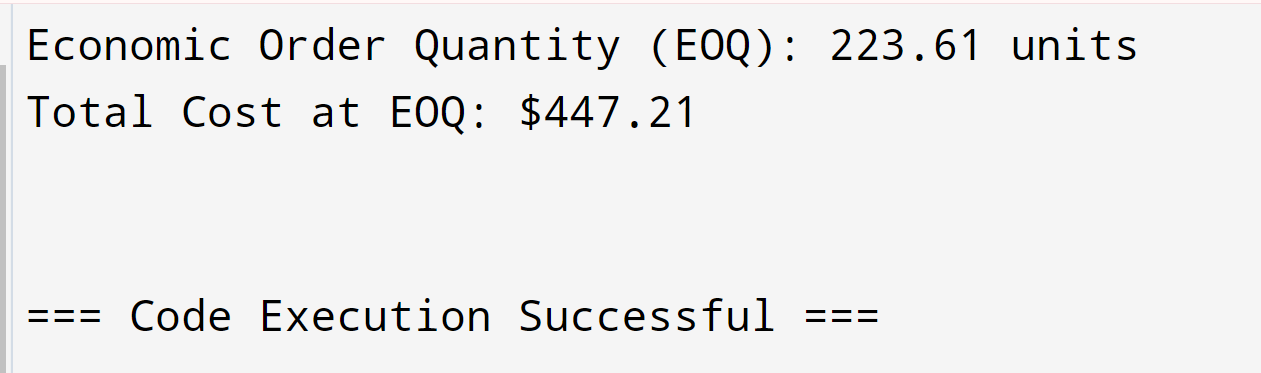 Economic Order Quantity (EOQ): 223.61 units
Total Cost at EOQ: $447.21
=== Code Execution Successful ===